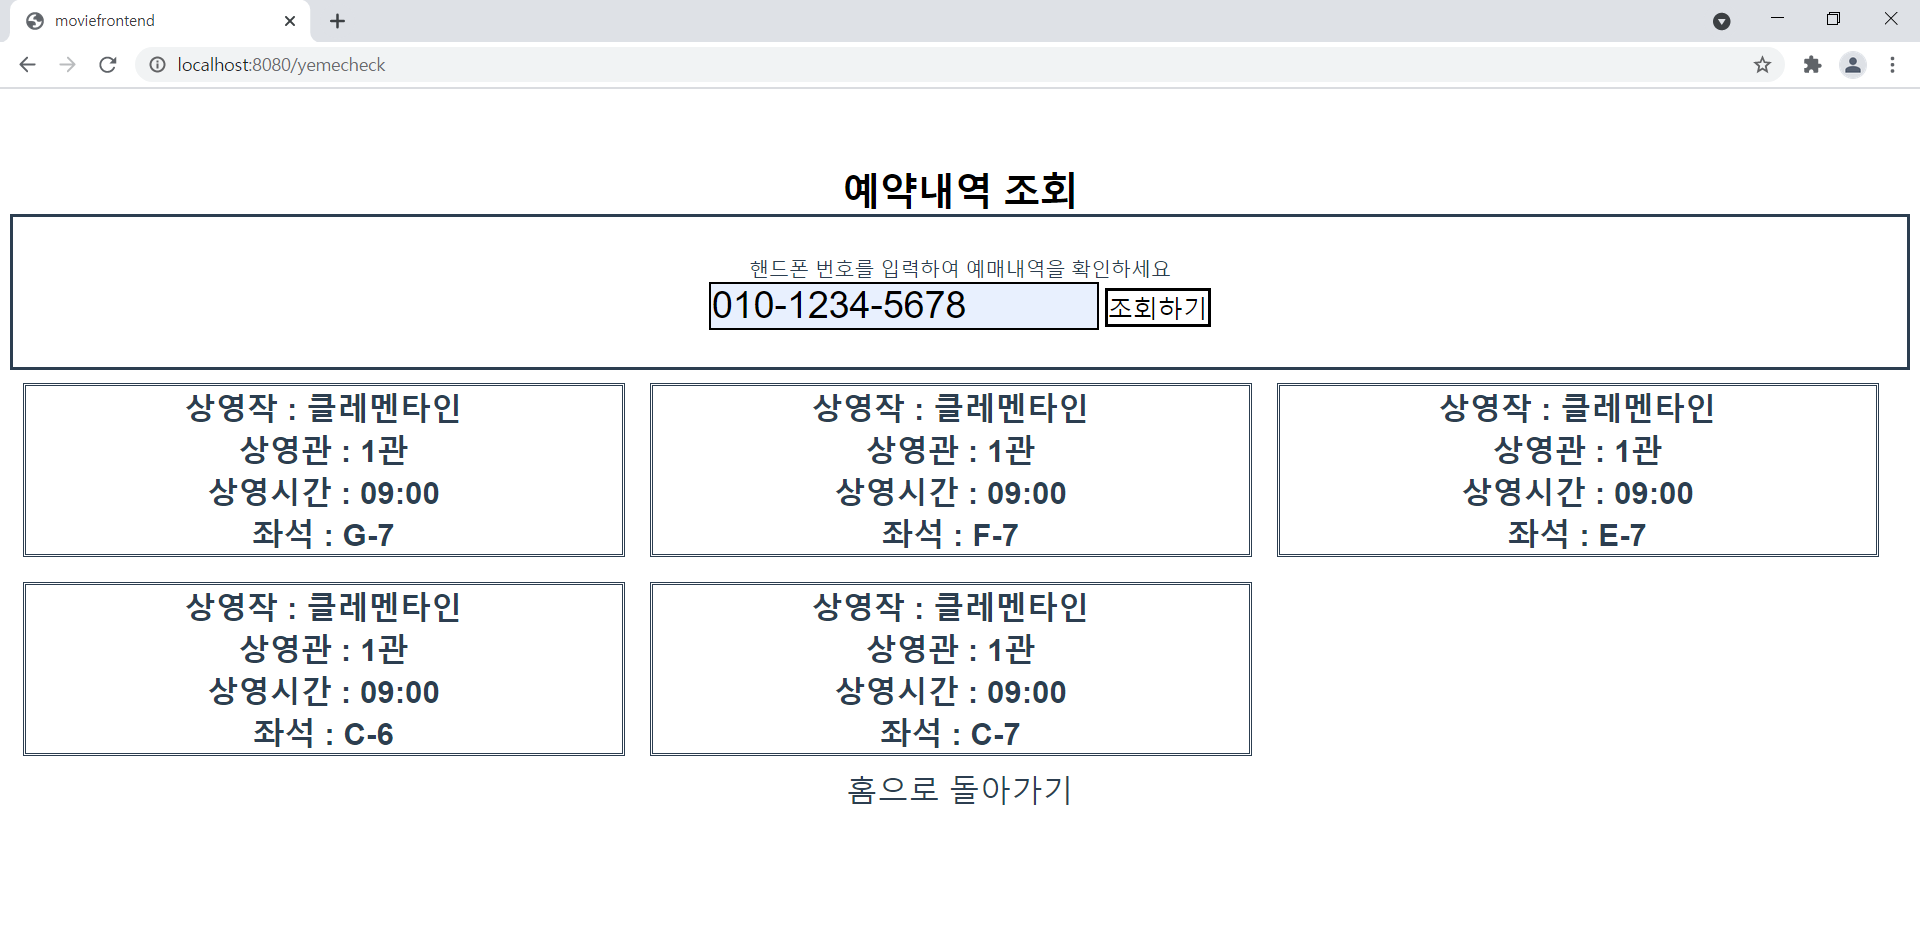 moviefrontend
localhost:8080/yemecheck
예약내역 조회
핸드폰 번호를 입력하여 예매내역을 확인하세요
010-1234-5678 조회하기
상영작 : 클레멘타인
상영관 : 1관
상영시간 : 09:00
좌석 : G-7
상영작 : 클레멘타인
상영관 : 1관
상영시간 : 09:00
좌석 : F-7
상영작 : 클레멘타인
상영관 : 1관
상영시간 : 09:00
좌석 : E-7
상영작 : 클레멘타인
상영관 : 1관
상영시간 : 09:00
좌석 : C-6
상영작 : 클레멘타인
상영관 : 1관
상영시간 : 09:00
좌석 : C-7
홈으로 돌아가기